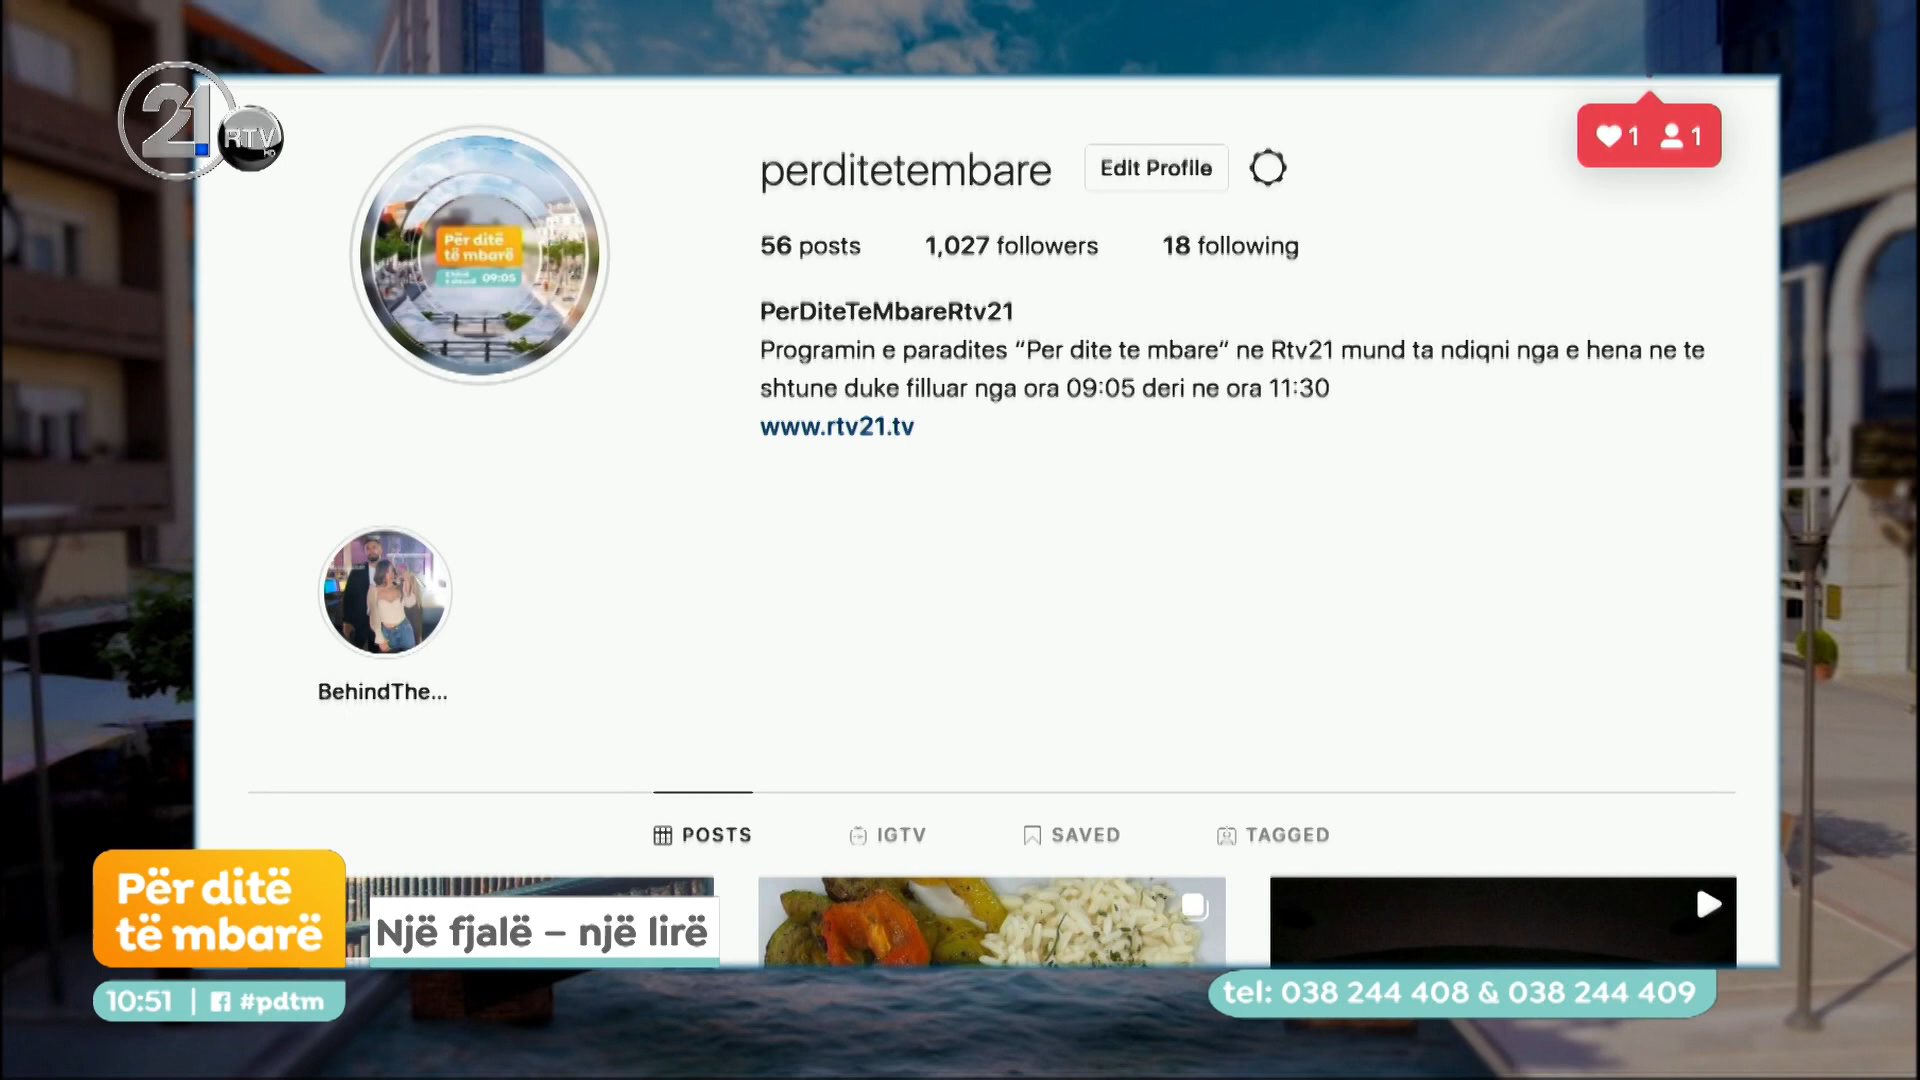 21
RTV
HD
1 1
perditetembare Edit Profile
56 posts 1,027 followers 18 following
PerDiteTeMbareRtv21
Programin e paradites “Per dite te mbare” ne Rtv21 mund ta ndiqni nga e hena ne te
shtune duke filluar nga ora 09:05 deri ne ora 11:30
www.rtv21.tv
Për ditë
të mbarë
09:05
BehindThe...
POSTS IGTV SAVED TAGGED
Për ditë
të mbarë
Një fjalë – një lirë
10:51 | #pdtm
tel: 038 244 408 & 038 244 409